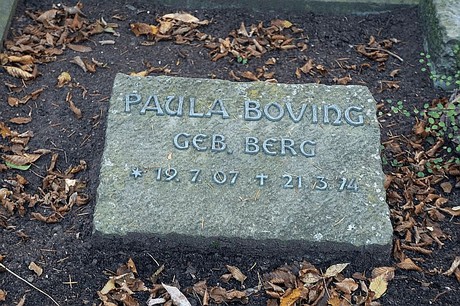 PAULA BOVING
GEB. BERG
* 19.7.07 † 21.3.74